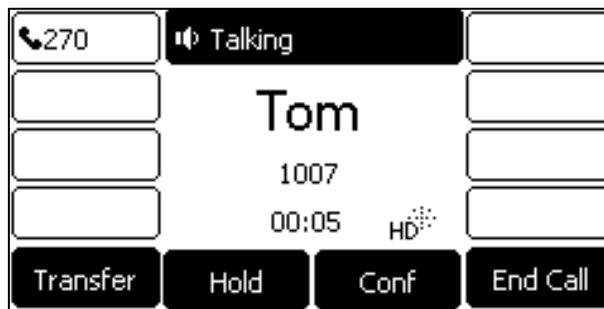 270
Talking
Tom
1007
00:05 HD
Transfer Hold Conf End Call